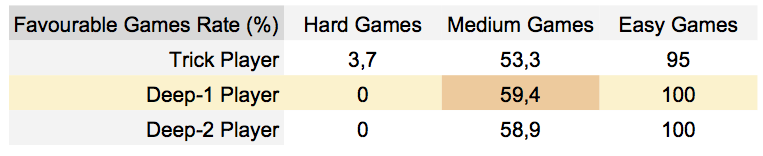 Favourable Games Rate (%) Hard Games Medium Games Easy Games
Trick Player 3,7 53,3 95
Deep-1 Player 0 59,4 100
Deep-2 Player 0 58,9 100